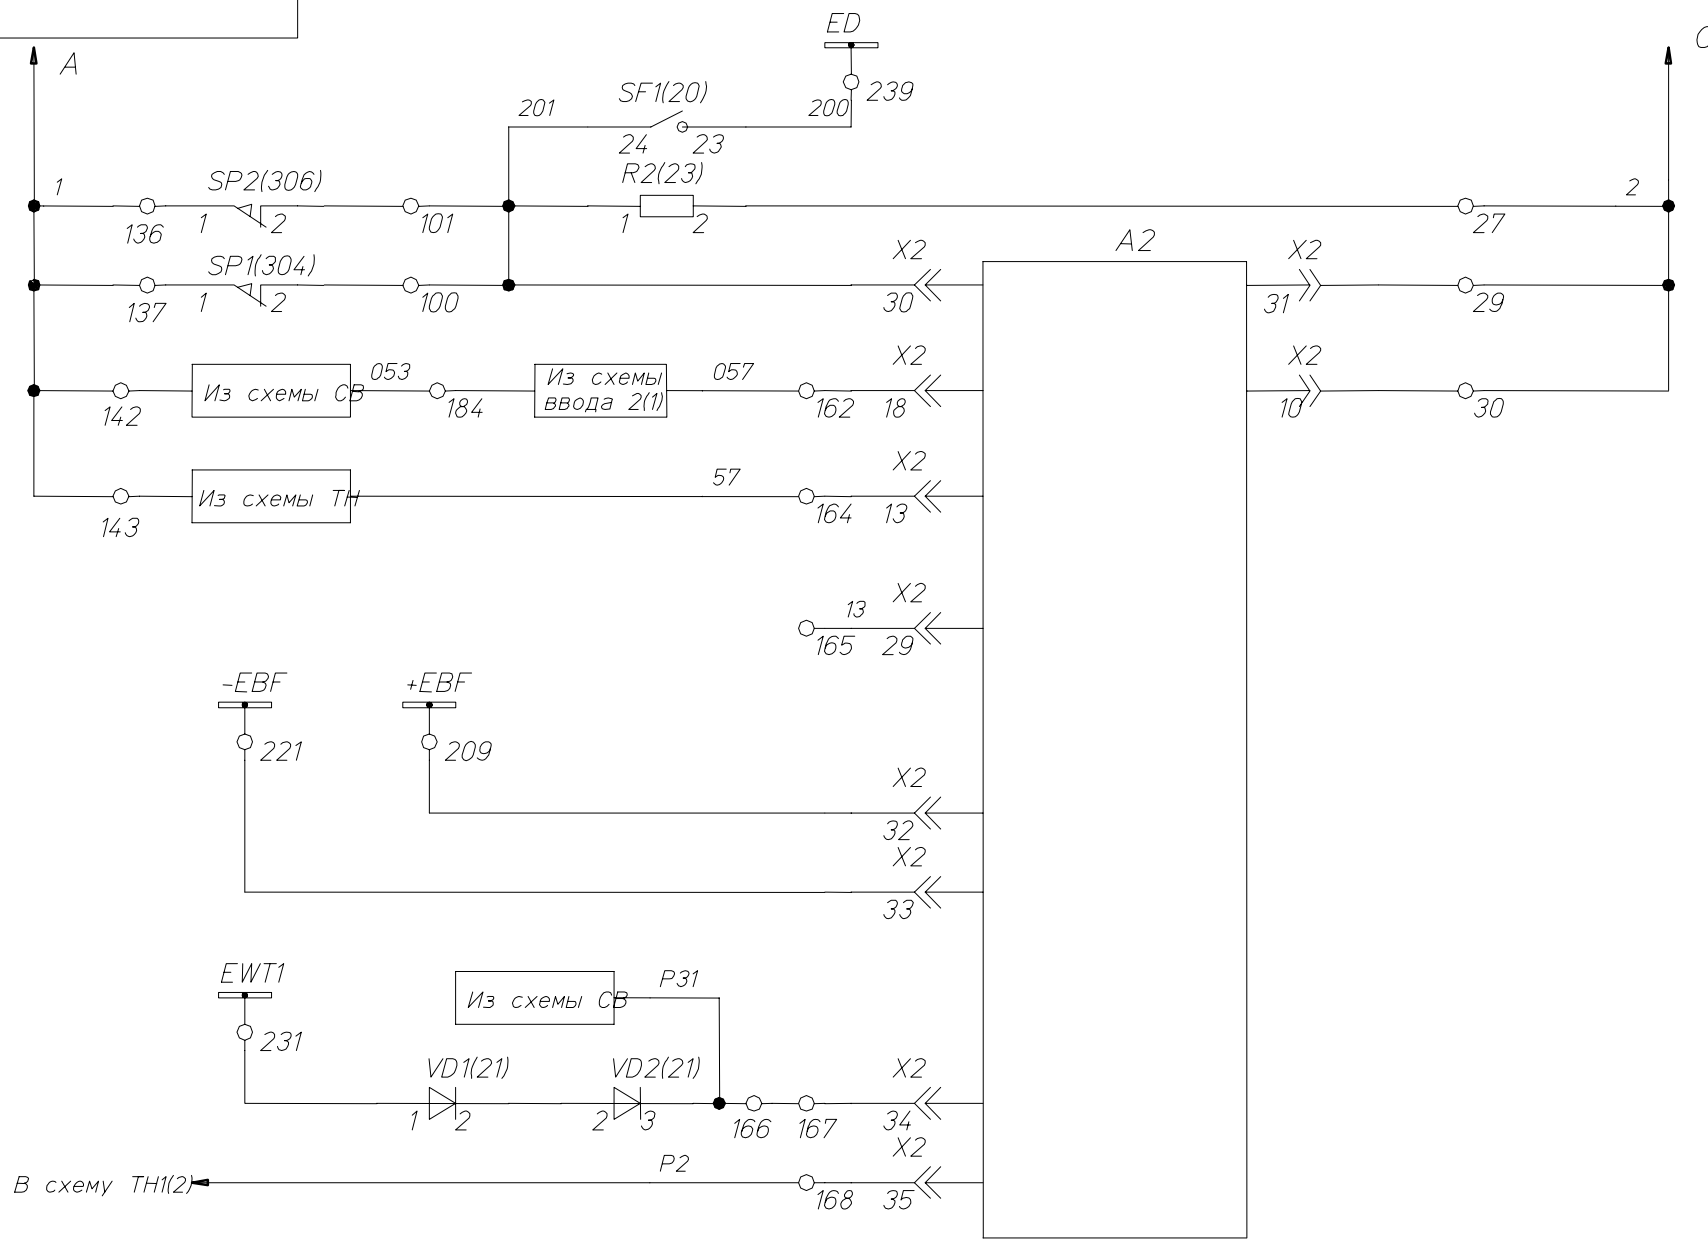 ED
A
C
239
SF1(20)
201
200
24
23
R2(23)
1
SP2(306)
2
136
1
2
101
1
2
27
A2
SP1(304)
X2
X2
137
1
2
100
30
31
29
X2
X2
053
057
Из схемы СВ
Из схемы
ввода 2(1)
142
184
162
18
10
30
X2
57
Из схемы ТН
143
164
13
X2
13
165
29
-EBF
+EBF
221
209
X2
32
X2
33
EWT1
P31
Из схемы СВ
231
VD1(21)
VD2(21)
X2
1
2
2
3
166
167
34
X2
P2
В схему ТН1(2)
168
35